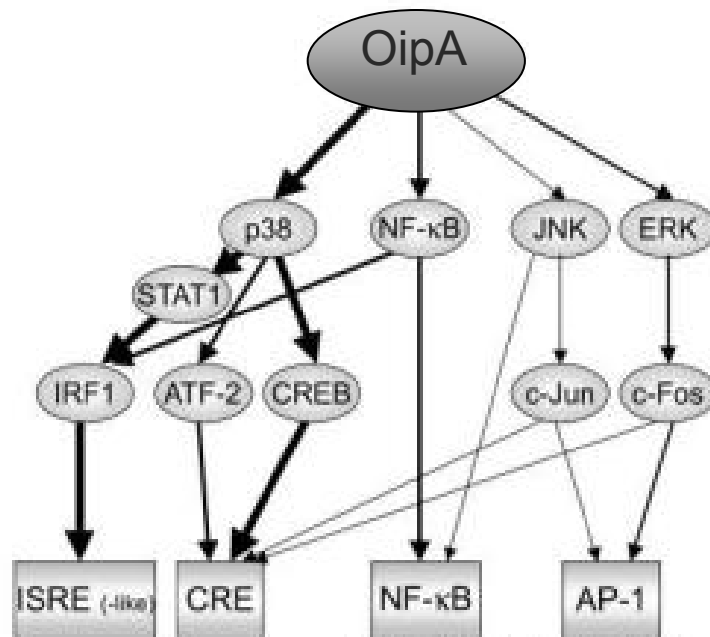 OipA
p38
NF-κB
JNK
ERK
STAT1
IRF1
ATF-2
CREB
c-Jun
c-Fos
ISRE (-like)
CRE
NF-κB
AP-1